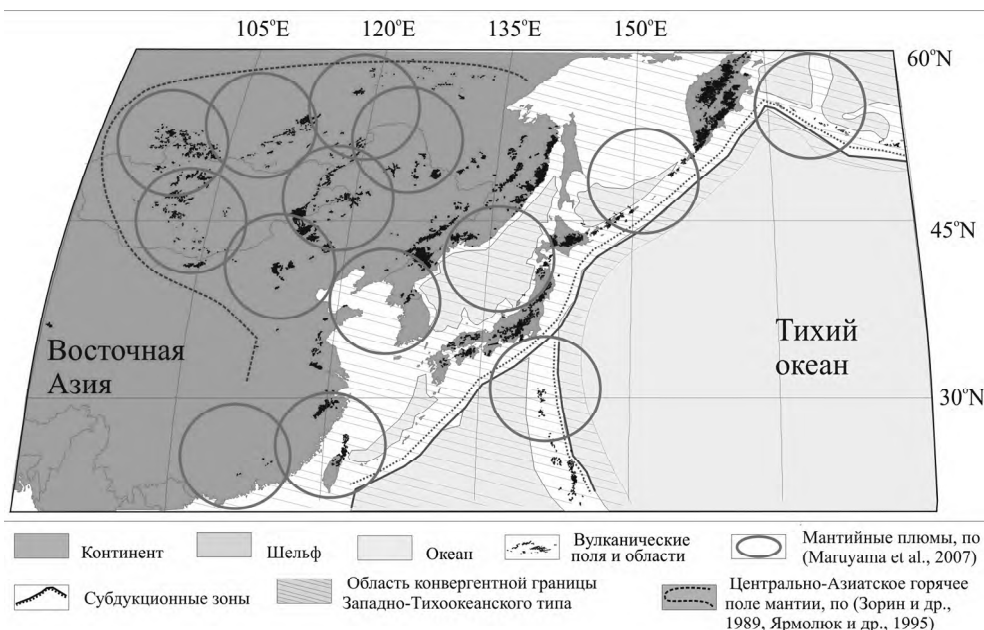 105°E 120°E 135°E 150°E
60°N
45°N
30°N
Восточная
Азия
Тихий
океан
Континент
Шельф
Океан
Вулканические
поля и области
Мантийные плюмы, по
(Maruyama et al., 2007)
Субдукционные зоны
Область конвергентной границы
Западно-Тихоокеанского типа
Центрально-Азиатское горячее
поле мантии, по (Зорин и др.,
1989, Ярмолюк и др., 1995)